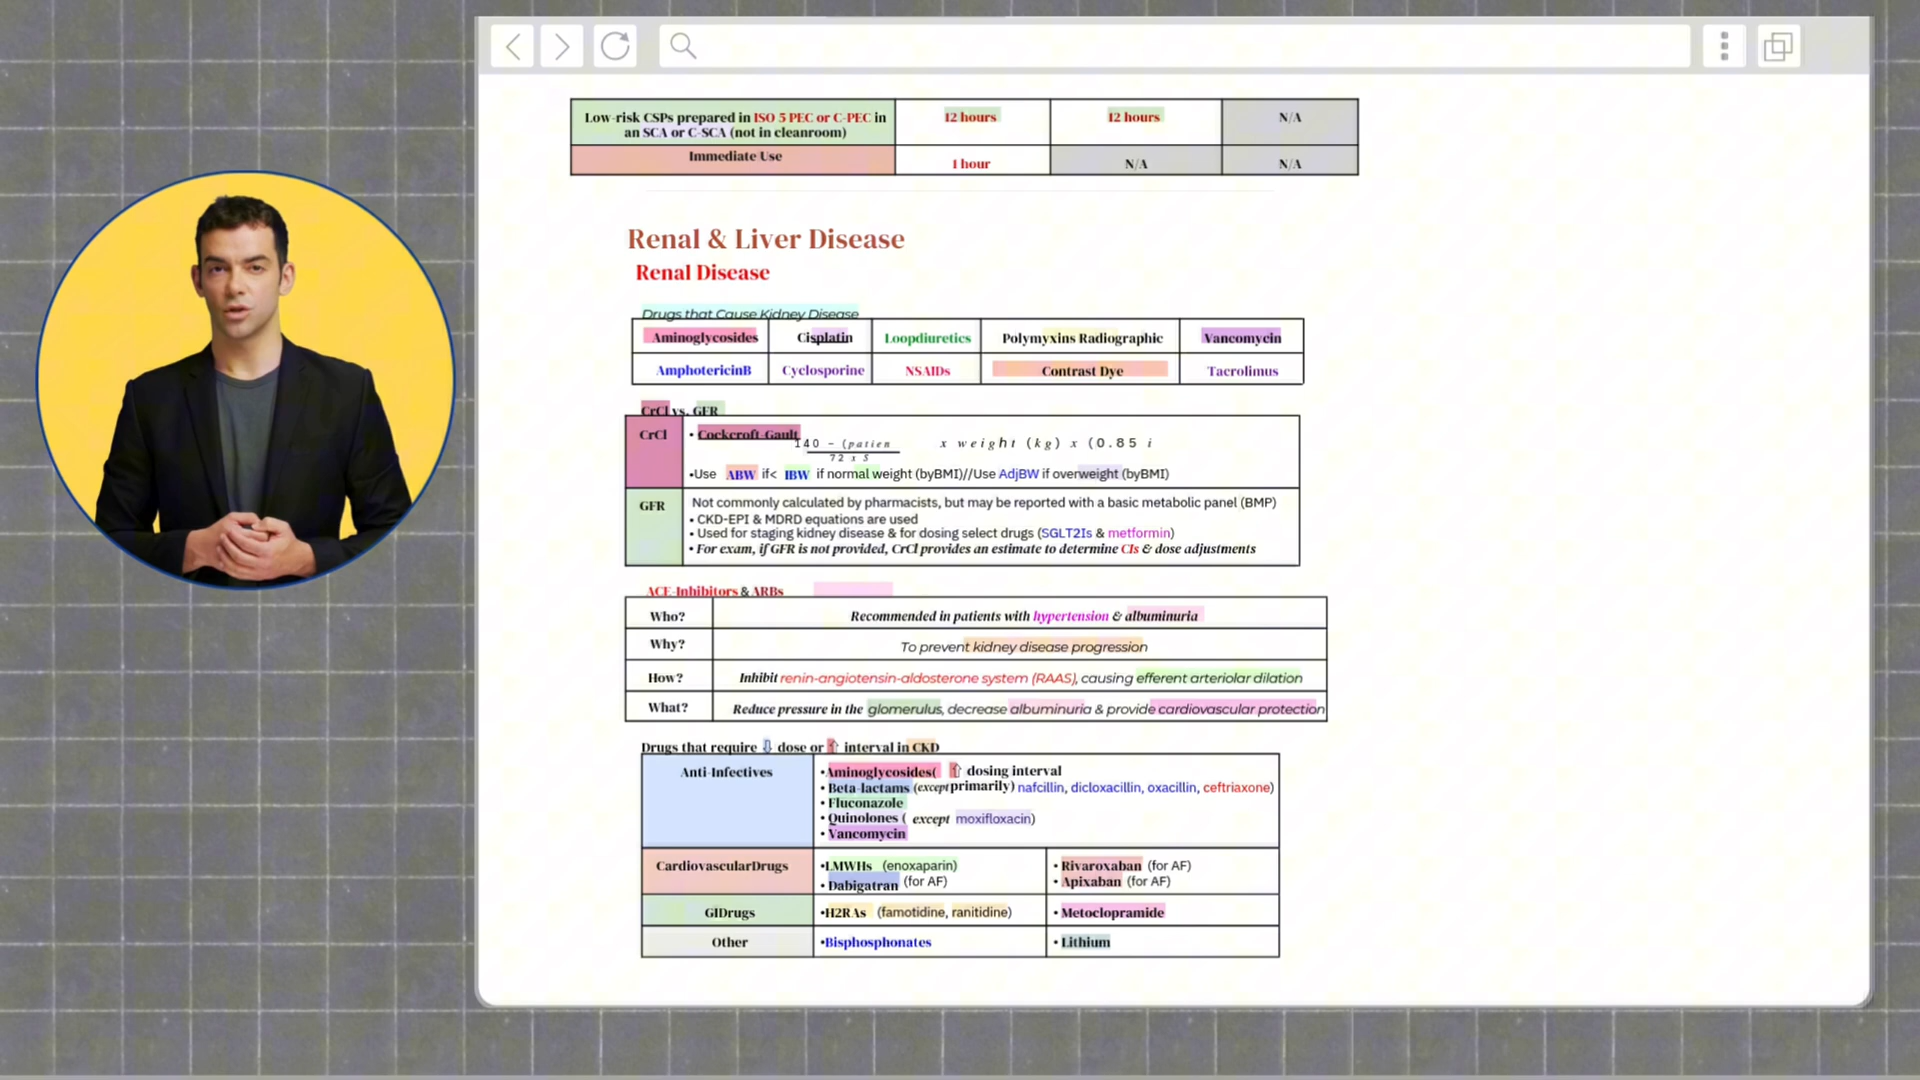 Low-risk CSPs prepared in ISO 5 PEC or C-PEC in
an SCA or C-SCA (not in cleanroom)
12 hours
12 hours
N/A
Immediate Use
1 hour
N/A
N/A
Renal & Liver Disease
Renal Disease
Drugs that Cause Kidney Disease
Aminoglycosides
Cisplatin
Loopdiuretics
Polymyxins Radiographic
Vancomycin
AmphotericinB
Cyclosporine
NSAIDs
Contrast Dye
Tacrolimus
CrCl vs. GFR
CrCl
• Cockcroft-Gault
140 - (patien
72 x S
x weight (kg) x (0.85 i
•Use ABW if< IBW if normal weight (byBMI)//Use AdjBW if overweight (byBMI)
GFR
Not commonly calculated by pharmacists, but may be reported with a basic metabolic panel (BMP)
• CKD-EPI & MDRD equations are used
• Used for staging kidney disease & for dosing select drugs (SGLT2Is & metformin)
• For exam, if GFR is not provided, CrCl provides an estimate to determine CIs & dose adjustments
ACE-Inhibitors & ARBs
Who?
Recommended in patients with hypertension & albuminuria
Why?
To prevent kidney disease progression
How?
Inhibit renin-angiotensin-aldosterone system (RAAS), causing efferent arteriolar dilation
What?
Reduce pressure in the glomerulus, decrease albuminuria & provide cardiovascular protection
Drugs that require ⇩ dose or ⇧ interval in CKD
Anti-Infectives
•Aminoglycosides( ⇧ dosing interval
• Beta-lactams (exceptprimarily) nafcillin, dicloxacillin, oxacillin, ceftriaxone)
• Fluconazole
• Quinolones ( except moxifloxacin)
• Vancomycin
CardiovascularDrugs
•LMWHs (enoxaparin)
• Dabigatran (for AF)
• Rivaroxaban (for AF)
• Apixaban (for AF)
GIDrugs
•H2RAs (famotidine, ranitidine)
• Metoclopramide
Other
•Bisphosphonates
• Lithium